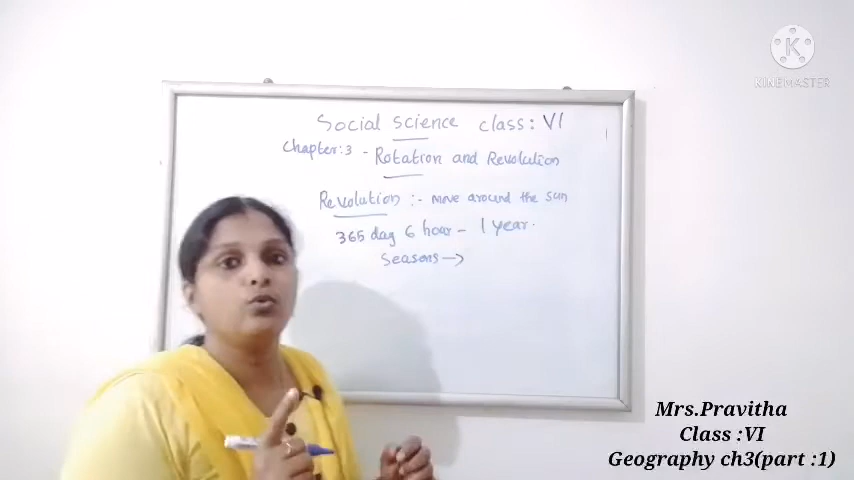 KINEMASTER
Social science class: VI
Chapter:3 - Rotation and Revolution
Revolution :- move around the sun
365 day 6 hour - 1 year.
Seasons →
Mrs.Pravitha
Class :VI
Geography ch3(part :1)